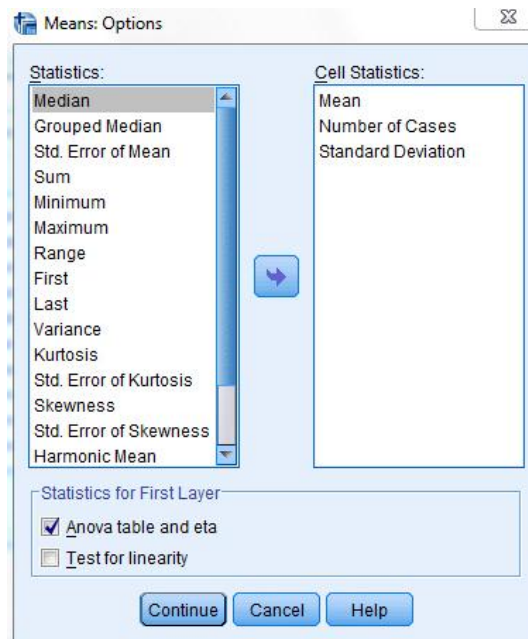 Means: Options
Statistics:
Median
Grouped Median
Std. Error of Mean
Sum
Minimum
Maximum
Range
First
Last
Variance
Kurtosis
Std. Error of Kurtosis
Skewness
Std. Error of Skewness
Harmonic Mean
Cell Statistics:
Mean
Number of Cases
Standard Deviation
Statistics for First Layer
Anova table and eta
Test for linearity
Continue Cancel Help